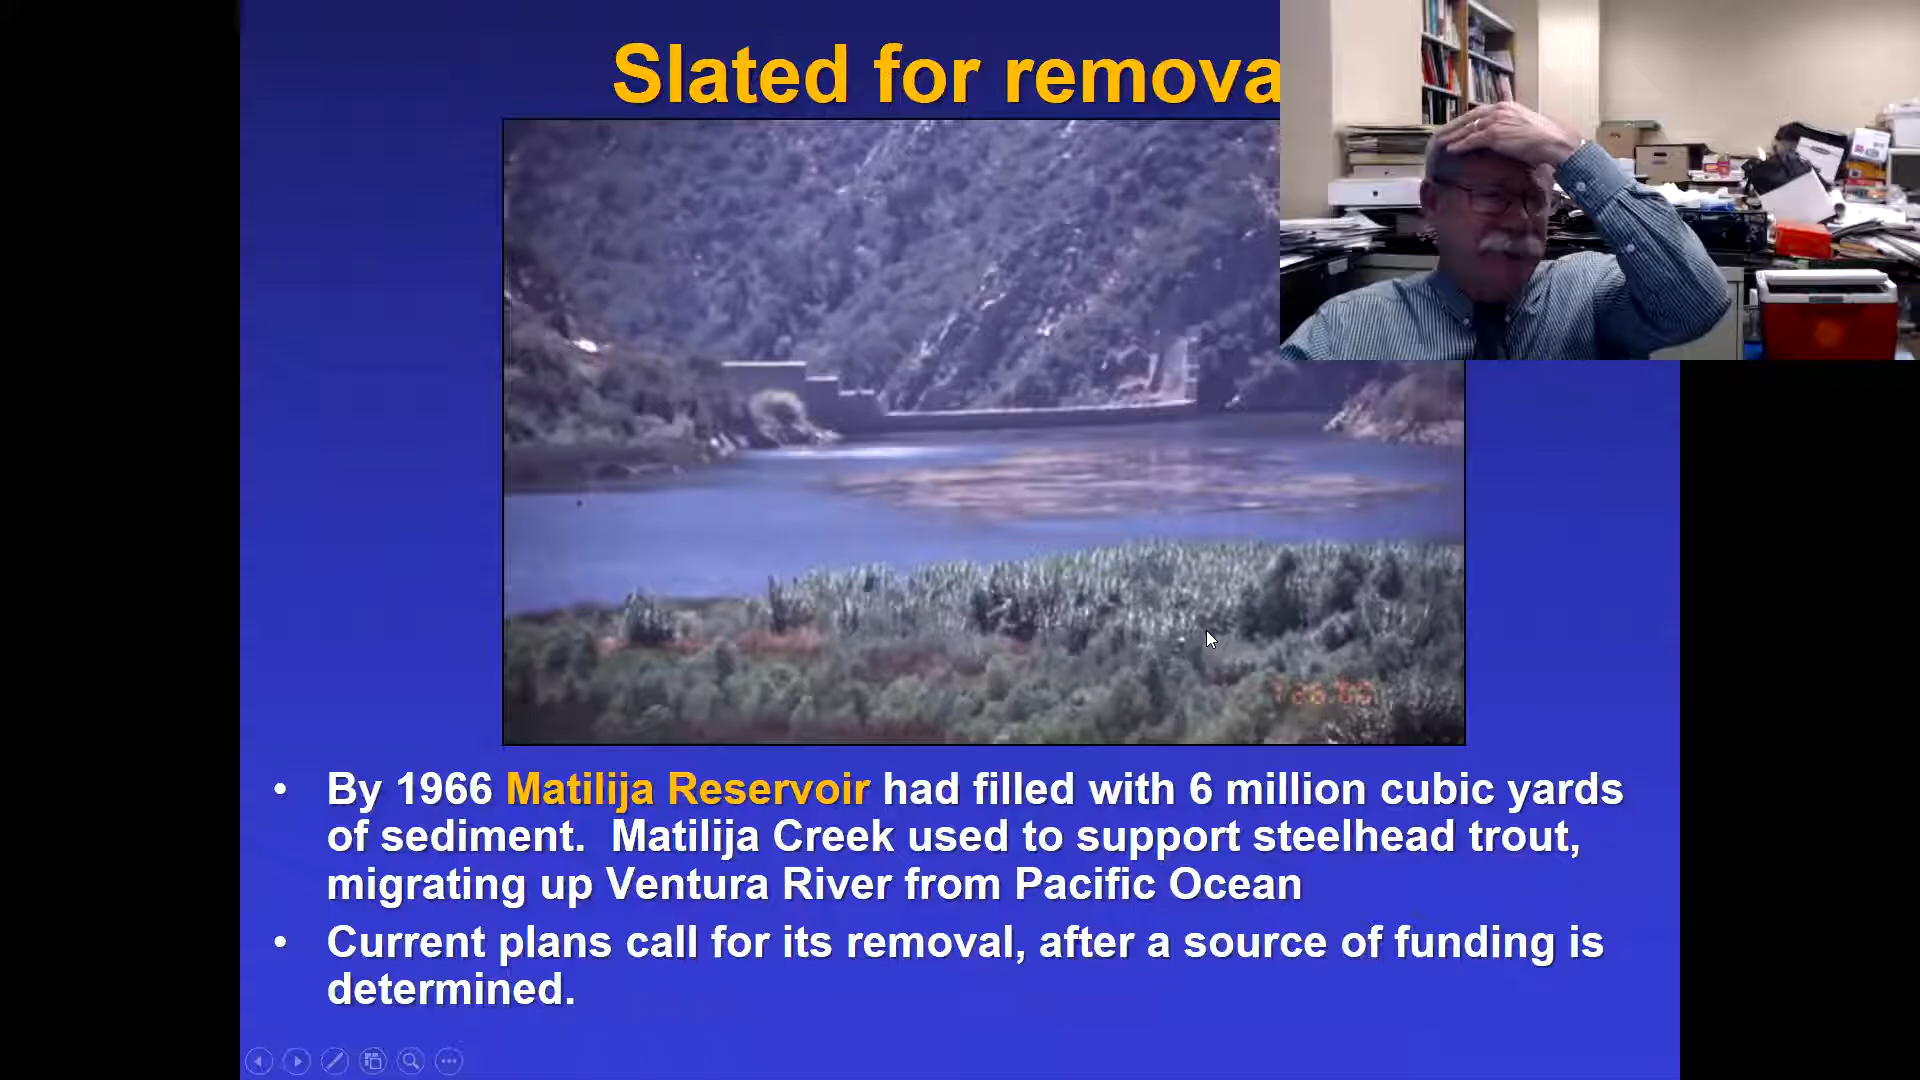 Slated for remova
• By 1966 Matilija Reservoir had filled with 6 million cubic yards
of sediment.  Matilija Creek used to support steelhead trout,
migrating up Ventura River from Pacific Ocean
• Current plans call for its removal, after a source of funding is
determined.